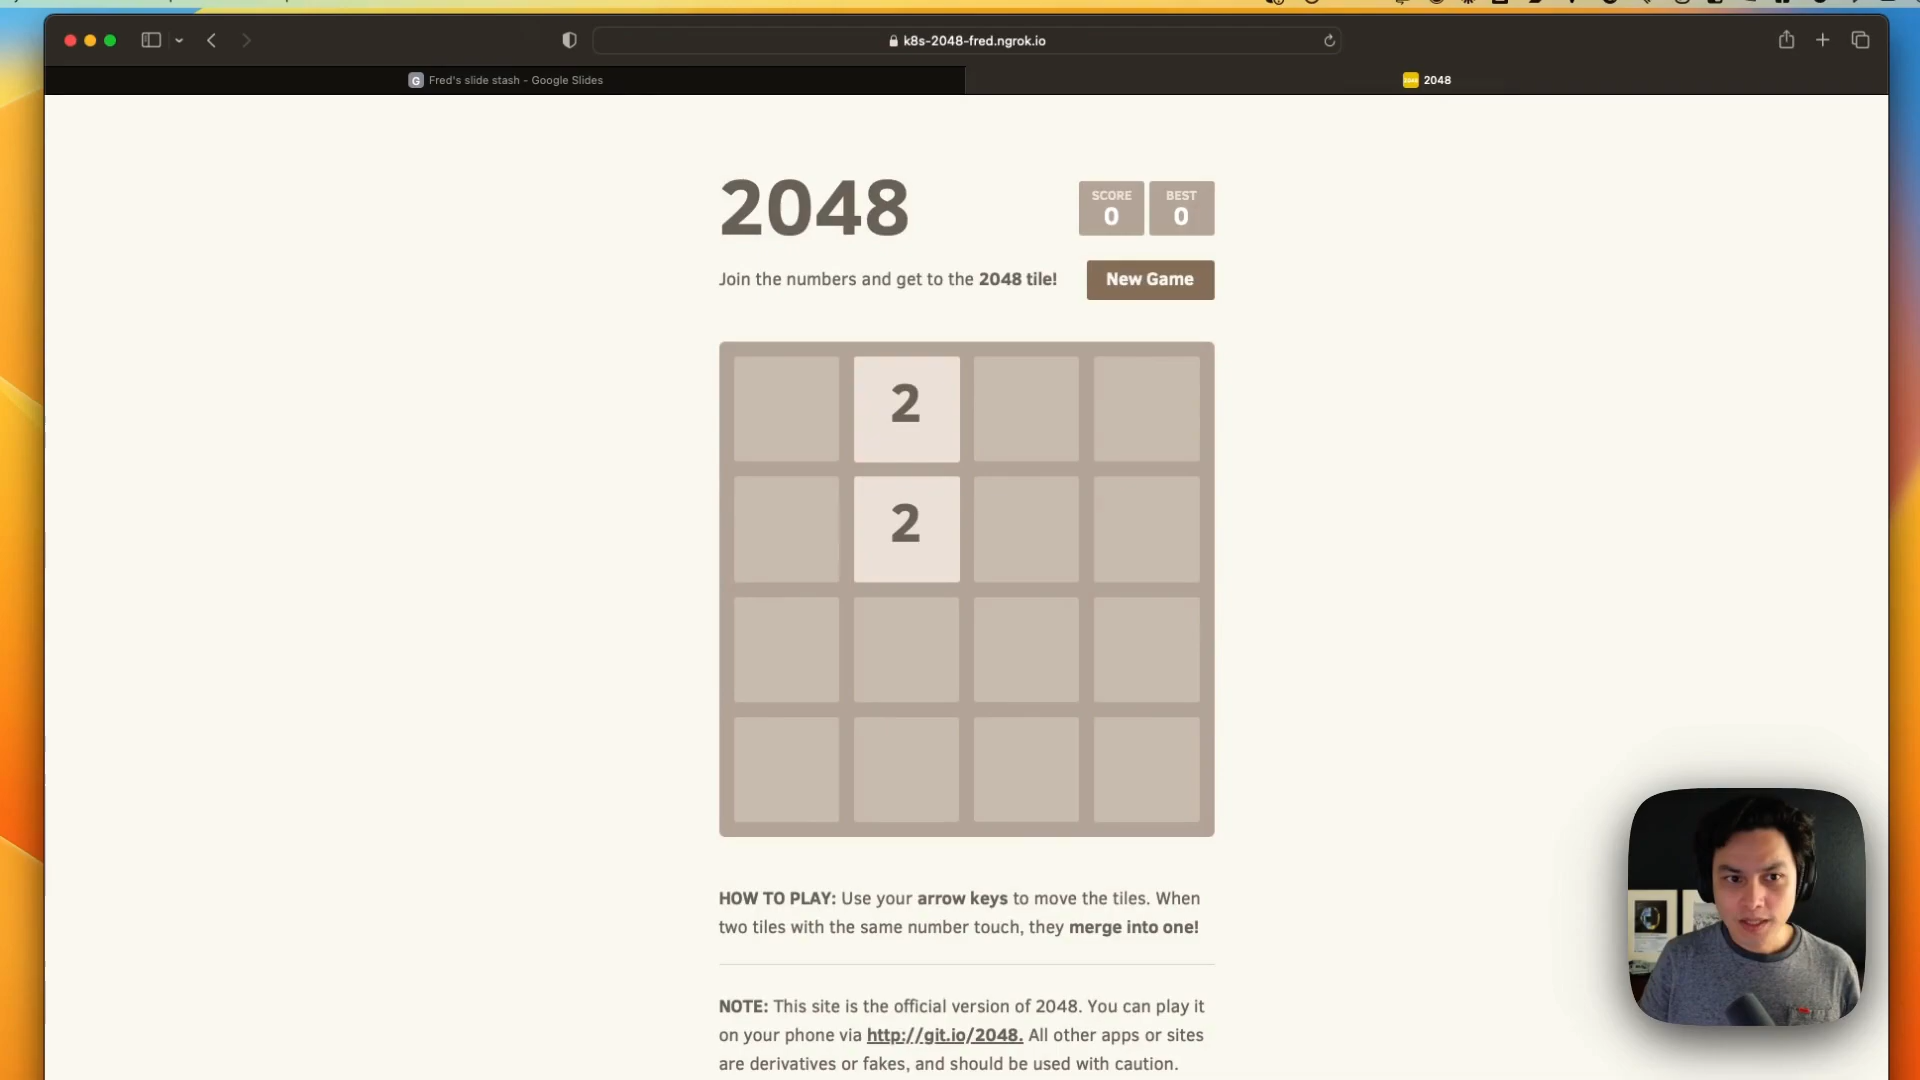 k8s-2048-fred.ngrok.io
Fred's slide stash - Google Slides
2048
2048
SCORE
0
BEST
0
Join the numbers and get to the 2048 tile!
New Game
2
2
HOW TO PLAY: Use your arrow keys to move the tiles. When
two tiles with the same number touch, they merge into one!
NOTE: This site is the official version of 2048. You can play it
on your phone via http://git.io/2048. All other apps or sites
are derivatives or fakes, and should be used with caution.